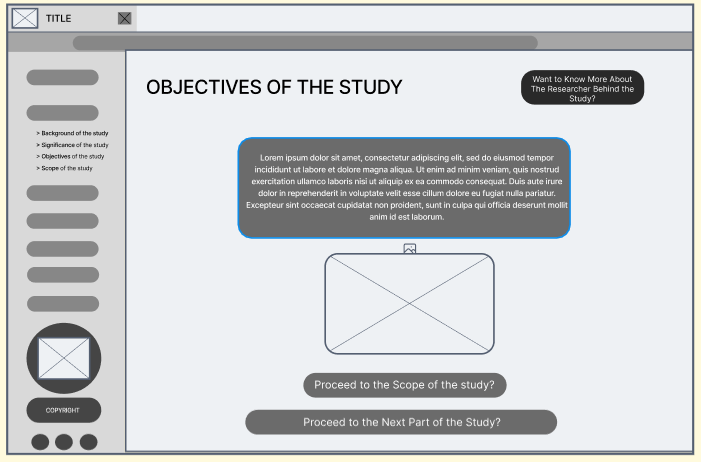 TITLE
OBJECTIVES OF THE STUDY
Want to Know More About
The Researcher Behind the
Study?
> Background of the study
> Significance of the study
> Objectives of the study
> Scope of the study
Lorem ipsum dolor sit amet, consectetur adipiscing elit, sed do eiusmod tempor
incididunt ut labore et dolore magna aliqua. Ut enim ad minim veniam, quis nostrud
exercitation ullamco laboris nisi ut aliquip ex ea commodo consequat. Duis aute irure
dolor in reprehenderit in voluptate velit esse cillum dolore eu fugiat nulla pariatur.
Excepteur sint occaecat cupidatat non proident, sunt in culpa qui officia deserunt mollit
anim id est laborum.
Proceed to the Scope of the study?
COPYRIGHT
Proceed to the Next Part of the Study?